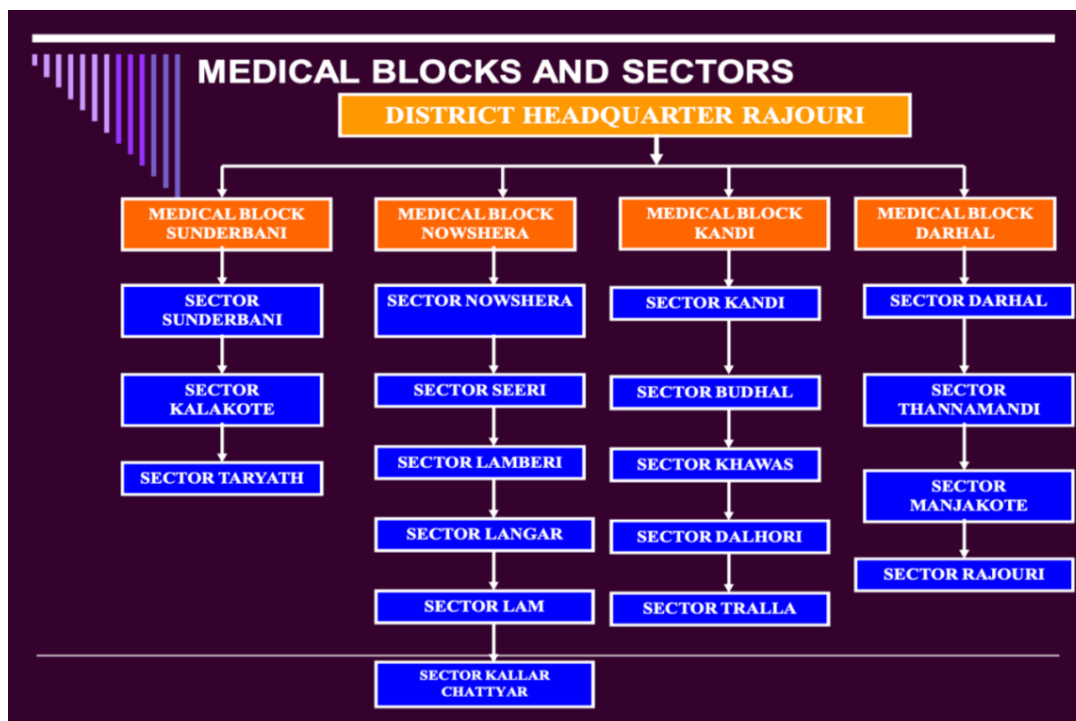 MEDICAL BLOCKS AND SECTORS
DISTRICT HEADQUARTER RAJOURI
MEDICAL BLOCK
SUNDERBANI
SECTOR
SUNDERBANI
SECTOR
KALAKOTE
SECTOR TARYATH
MEDICAL BLOCK
NOWSHERA
SECTOR NOWSHERA
SECTOR SEERI
SECTOR LAMBERI
SECTOR LANGAR
SECTOR LAM
SECTOR KALLAR
CHATTYAR
MEDICAL BLOCK
KANDI
SECTOR KANDI
SECTOR BUDHAL
SECTOR KHAWAS
SECTOR DALHORI
SECTOR TRALLA
MEDICAL BLOCK
DARHAL
SECTOR DARHAL
SECTOR
THANNAMANDI
SECTOR
MANJAKOTE
SECTOR RAJOURI